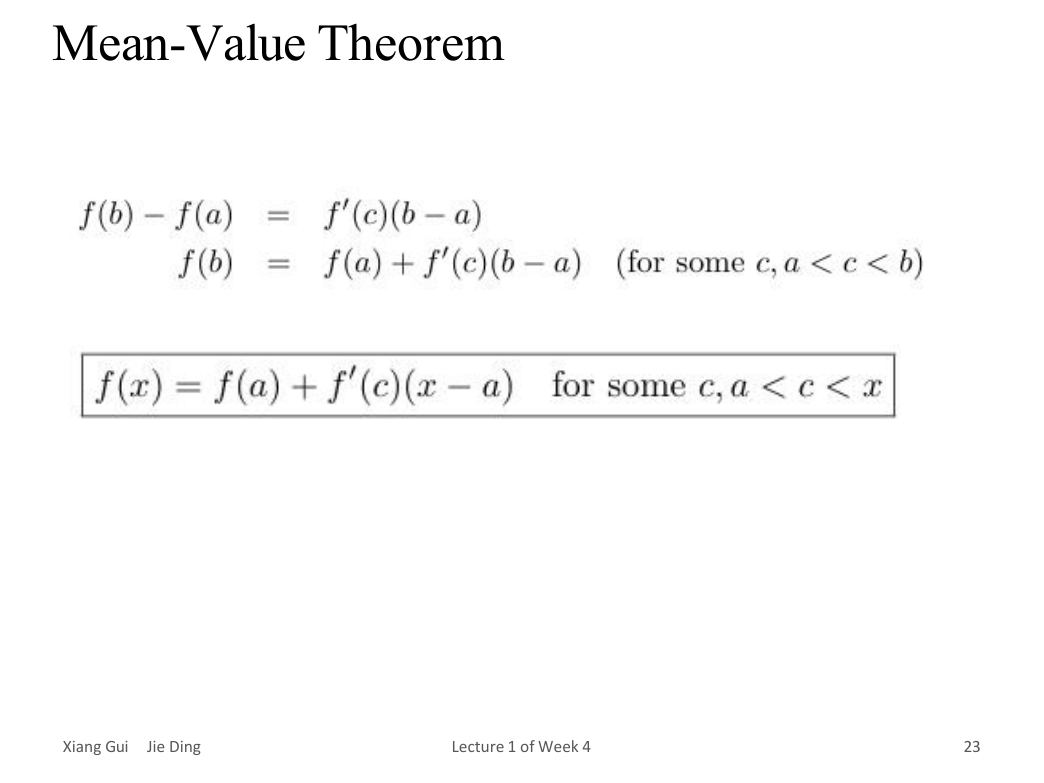 Mean-Value Theorem
f(b) − f(a) = f′(c)(b − a)
f(b) = f(a) + f′(c)(b − a) (for some c, a < c < b)
f(x) = f(a) + f′(c)(x − a) for some c, a < c < x
Xiang Gui Jie Ding Lecture 1 of Week 4 23